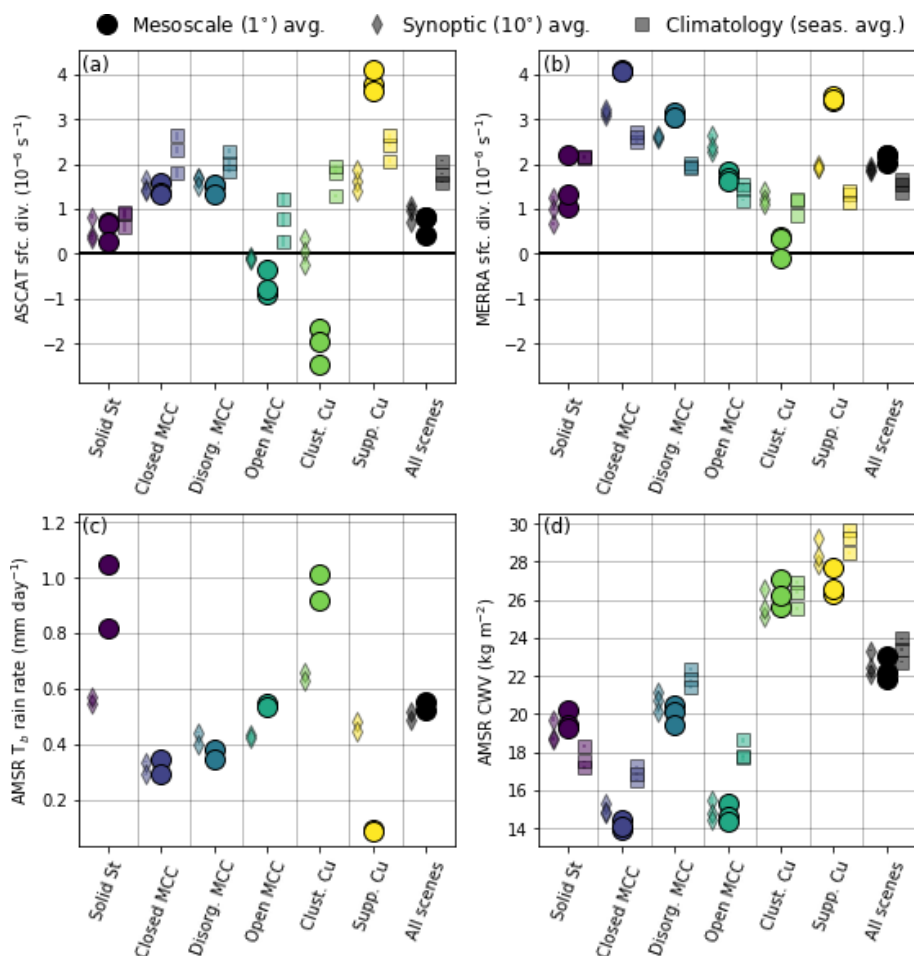 Mesoscale (1°) avg. Synoptic (10°) avg. Climatology (seas. avg.)
(a)
ASCAT sfc. div. (10⁻⁶ s⁻¹)
4
3
2
1
0
−1
−2
Solid St
Closed MCC
Disorg. MCC
Open MCC
Clust. Cu
Supp. Cu
All scenes
(b)
MERRA sfc. div. (10⁻⁶ s⁻¹)
4
3
2
1
0
−1
−2
Solid St
Closed MCC
Disorg. MCC
Open MCC
Clust. Cu
Supp. Cu
All scenes
(c)
AMSR T_b rain rate (mm day⁻¹)
1.2
1.0
0.8
0.6
0.4
0.2
Solid St
Closed MCC
Disorg. MCC
Open MCC
Clust. Cu
Supp. Cu
All scenes
(d)
AMSR CWV (kg m⁻²)
30
28
26
24
22
20
18
16
14
Solid St
Closed MCC
Disorg. MCC
Open MCC
Clust. Cu
Supp. Cu
All scenes